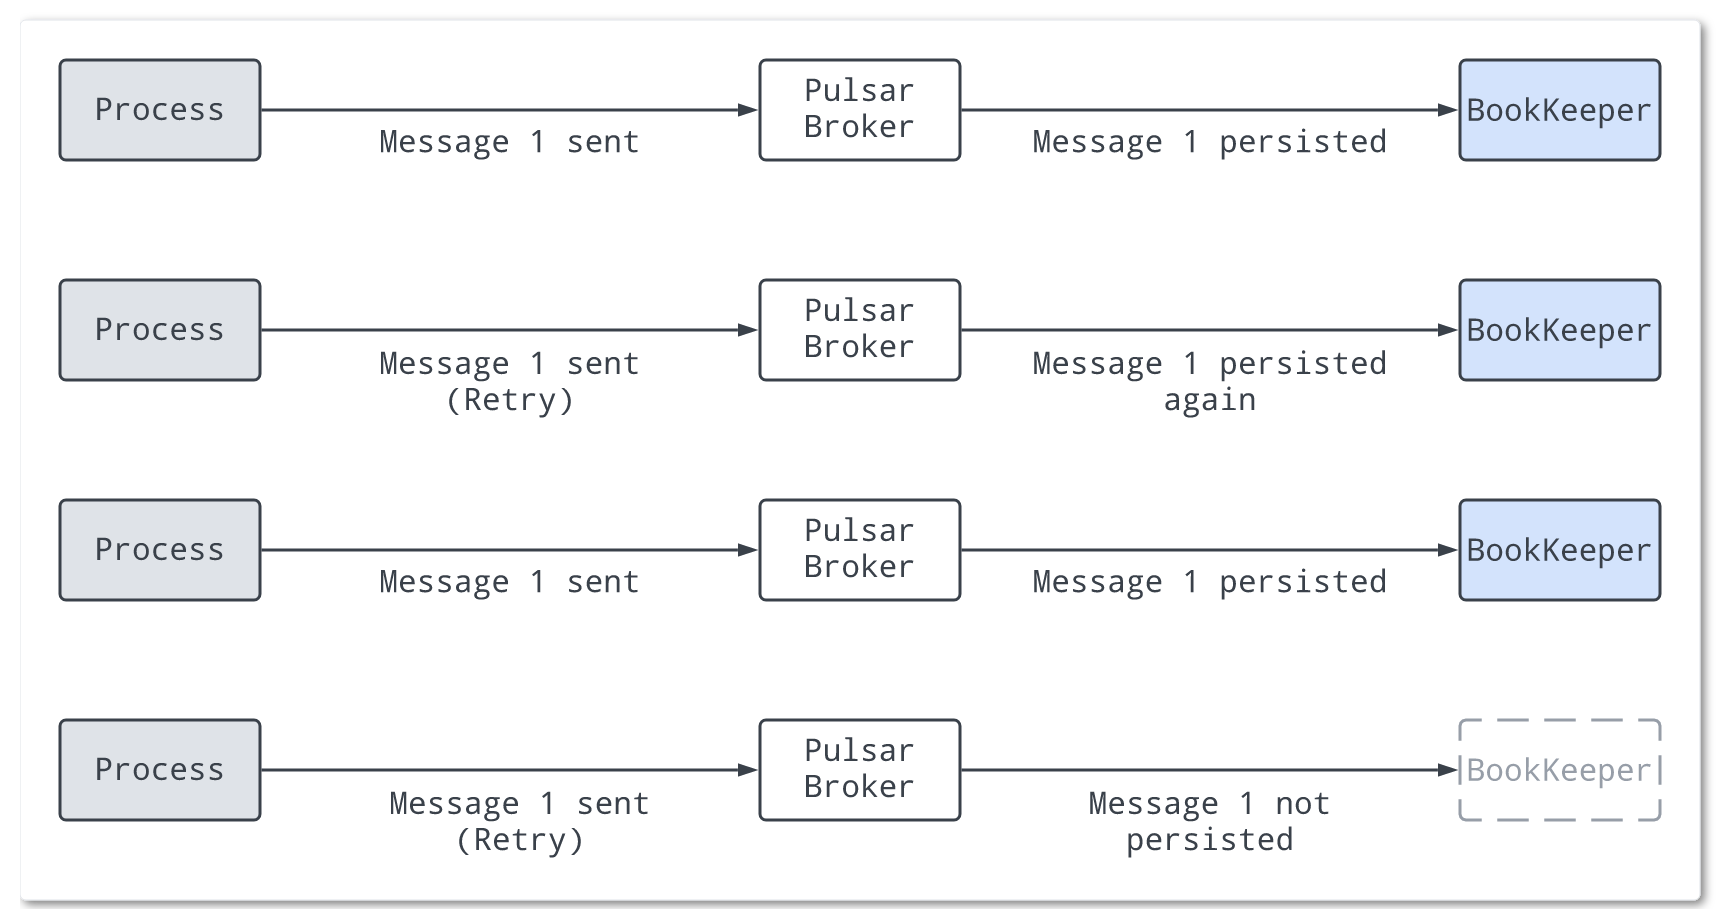 Process
Message 1 sent
Pulsar
Broker
Message 1 persisted
BookKeeper
Process
Message 1 sent
(Retry)
Pulsar
Broker
Message 1 persisted
again
BookKeeper
Process
Message 1 sent
Pulsar
Broker
Message 1 persisted
BookKeeper
Process
Message 1 sent
(Retry)
Pulsar
Broker
Message 1 not
persisted
BookKeeper